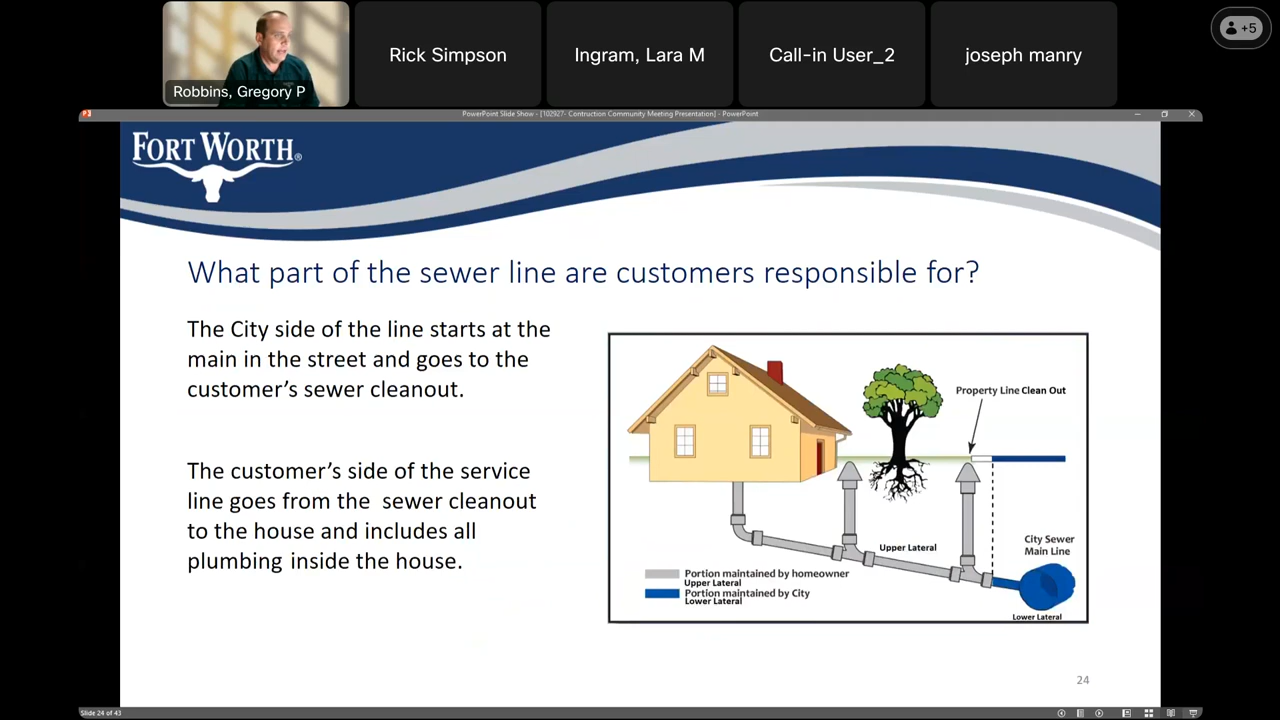 Robbins, Gregory P
Rick Simpson
Ingram, Lara M
Call-in User_2
joseph manry
+5
PowerPoint Slide Show - [102927- Contruction Community Meeting Presentation] - PowerPoint
FORT WORTH®
What part of the sewer line are customers responsible for?
The City side of the line starts at the
main in the street and goes to the
customer's sewer cleanout.
The customer's side of the service
line goes from the sewer cleanout
to the house and includes all
plumbing inside the house.
Property Line Clean Out
City Sewer
Main Line
Upper Lateral
Portion maintained by homeowner
Upper Lateral
Portion maintained by City
Lower Lateral
Lower Lateral
24
Slide 24 of 43